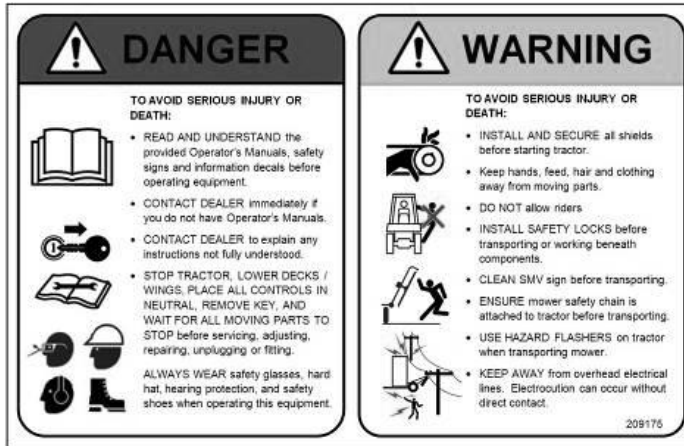 DANGER
TO AVOID SERIOUS INJURY OR
DEATH:
• READ AND UNDERSTAND the
provided Operator's Manuals, safety
signs and information decals before
operating equipment.
• CONTACT DEALER immediately if
you do not have Operator's Manuals.
• CONTACT DEALER to explain any
instructions not fully understood.
• STOP TRACTOR, LOWER DECKS /
WINGS, PLACE ALL CONTROLS IN
NEUTRAL, REMOVE KEY, AND
WAIT FOR ALL MOVING PARTS TO
STOP before servicing, adjusting,
repairing, unplugging or fitting.
ALWAYS WEAR safety glasses, hard
hat, hearing protection, and safety
shoes when operating this equipment.
WARNING
TO AVOID SERIOUS INJURY OR
DEATH:
• INSTALL AND SECURE all shields
before starting tractor.
• Keep hands, feed, hair and clothing
away from moving parts.
• DO NOT allow riders
• INSTALL SAFETY LOCKS before
transporting or working beneath
components.
• CLEAN SMV sign before transporting.
• ENSURE mower safety chain is
attached to tractor before transporting.
• USE HAZARD FLASHERS on tractor
when transporting mower.
• KEEP AWAY from overhead electrical
lines. Electrocution can occur without
direct contact.
209175